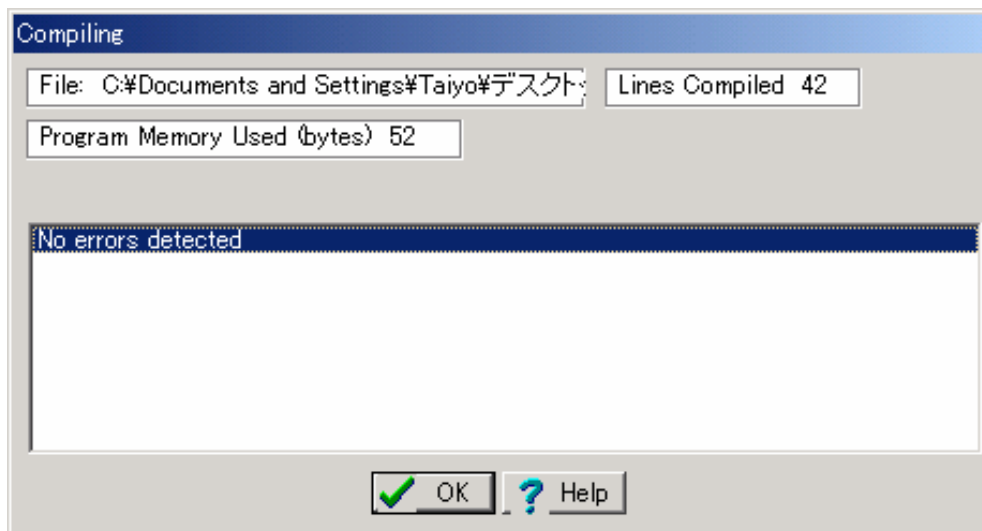 Compiling
File: C:¥Documents and Settings¥Taiyo¥デスクト
Lines Compiled 42
Program Memory Used (bytes) 52
No errors detected
OK
Help